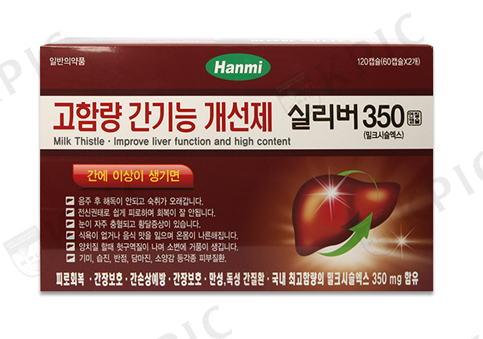 일반의약품
Hanmi
120캡슐(60캡슐X2개)
고함량 간기능 개선제 실리버 350 연질캡슐
(밀크시슬엑스)
Milk Thistle · Improve liver function and high content
간에 이상이 생기면
음주 후 해독이 안되고 숙취가 오래갑니다.
전신권태로 쉽게 피로하며 회복이 잘 안됩니다.
눈이 자주 충혈되고 황달증상이 있습니다.
식욕이 없거나 음식 맛을 잃으며 온몸이 나른해집니다.
양치질 할때 헛구역질이 나며 소변에 거품이 생깁니다.
기미, 습진, 반점, 담마진, 소양감 등각종 피부질환.
피로회복 · 간장보호 · 간손상예방 · 간장보호 · 만성,독성 간질환 · 국내 최고함량의 밀크시슬엑스 350 mg 함유